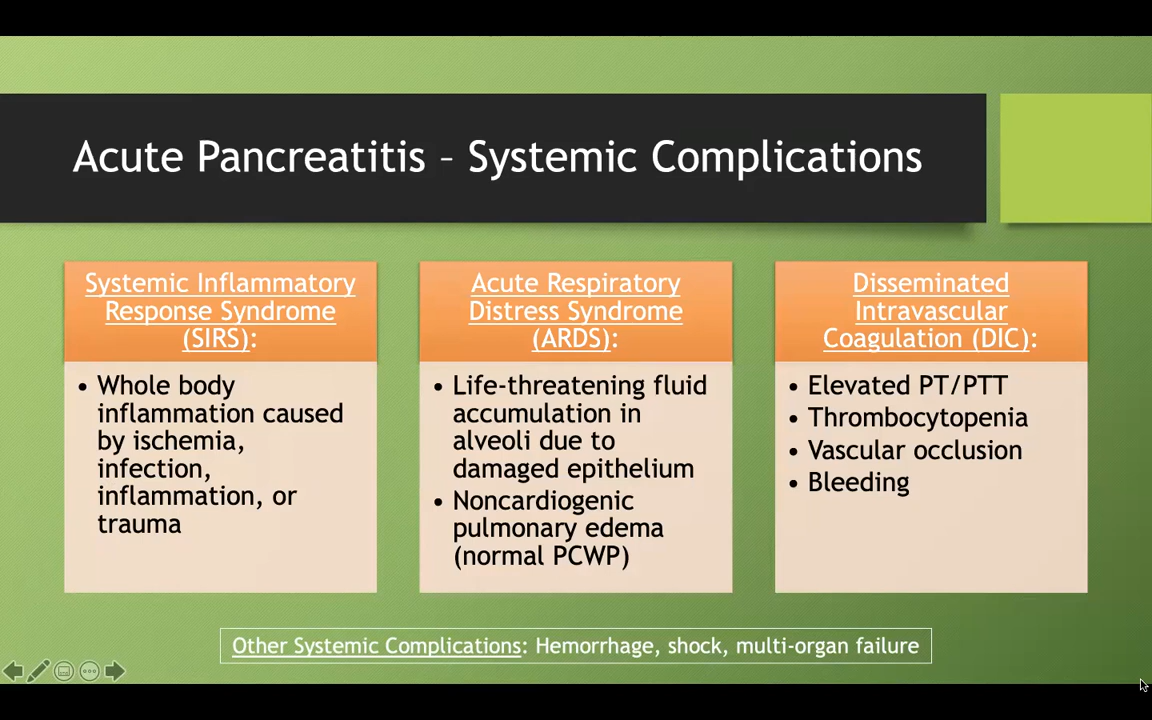 Acute Pancreatitis – Systemic Complications
Systemic Inflammatory
Response Syndrome
(SIRS):
• Whole body
inflammation caused
by ischemia,
infection,
inflammation, or
trauma
Acute Respiratory
Distress Syndrome
(ARDS):
• Life-threatening fluid
accumulation in
alveoli due to
damaged epithelium
• Noncardiogenic
pulmonary edema
(normal PCWP)
Disseminated
Intravascular
Coagulation (DIC):
• Elevated PT/PTT
• Thrombocytopenia
• Vascular occlusion
• Bleeding
Other Systemic Complications: Hemorrhage, shock, multi-organ failure